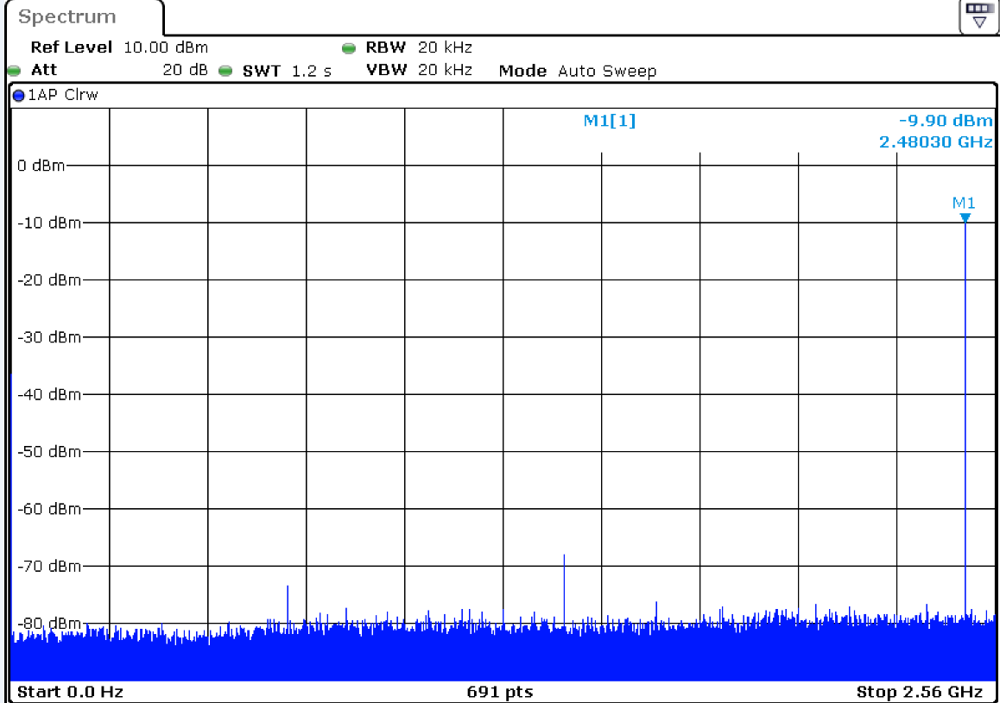 Spectrum
Ref Level 10.00 dBm RBW 20 kHz
Att 20 dB SWT 1.2 s VBW 20 kHz Mode Auto Sweep
1AP Clrw
M1[1] -9.90 dBm
2.48030 GHz
0 dBm
M1
-10 dBm
-20 dBm
-30 dBm
-40 dBm
-50 dBm
-60 dBm
-70 dBm
-80 dBm
Start 0.0 Hz 691 pts Stop 2.56 GHz